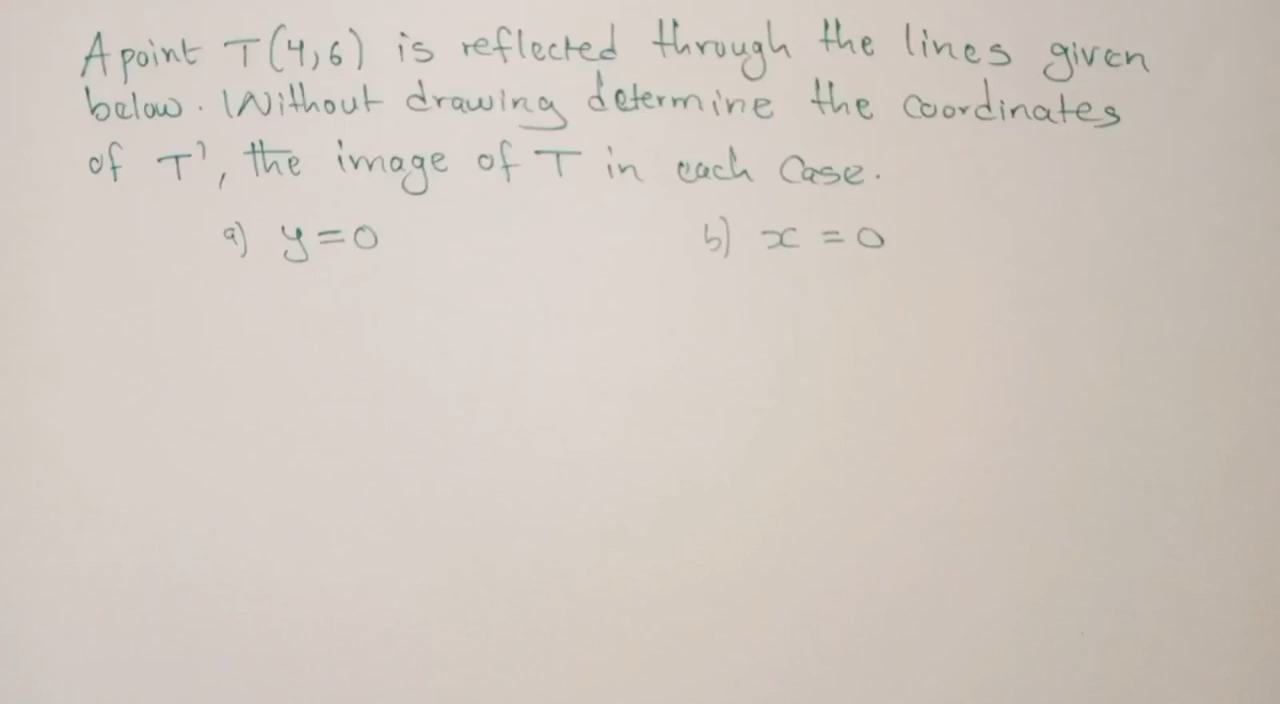 A point T(4,6) is reflected through the lines given
below. Without drawing determine the coordinates
of T', the image of T in each case.
a) y=0 b) x=0